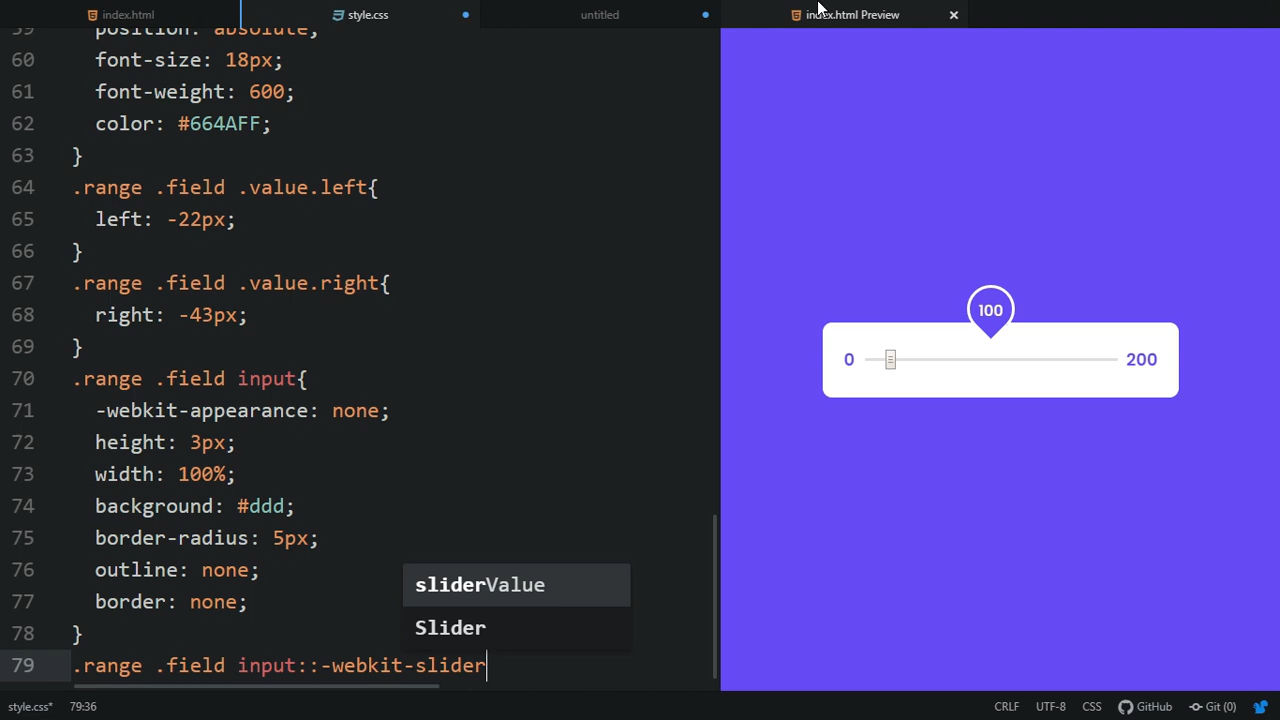 index.html
style.css
untitled
index.html Preview
59 position: absolute;
60 font-size: 18px;
61 font-weight: 600;
62 color: #664AFF;
63 }
64 .range .field .value.left{
65 left: -22px;
66 }
67 .range .field .value.right{
68 right: -43px;
69 }
70 .range .field input{
71 -webkit-appearance: none;
72 height: 3px;
73 width: 100%;
74 background: #ddd;
75 border-radius: 5px;
76 outline: none;
77 border: none;
78 }
79 .range .field input::-webkit-slider
sliderValue
Slider
100
0
200
style.css* 79:36
CRLF UTF-8 CSS GitHub Git (0)